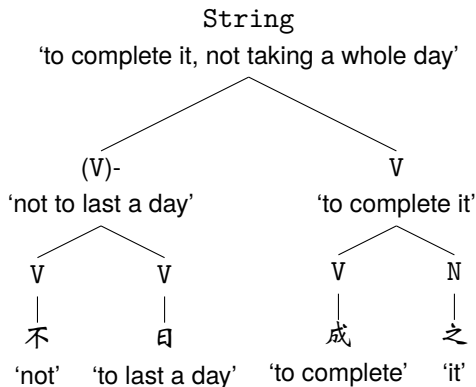 String
‘to complete it, not taking a whole day’
(V)- V
‘not to last a day’ ‘to complete it’
V V V N
不 日 成 之
‘not’ ‘to last a day’ ‘to complete’ ‘it’